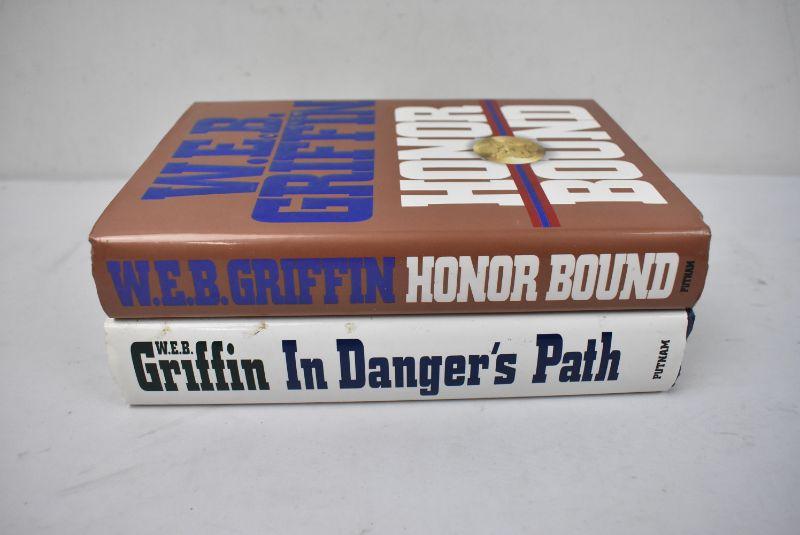 W.E.B.
GRIFFIN
HONOR
BOUND
W.E.B. GRIFFIN HONOR BOUND PUTNAM
W.E.B.
Griffin In Danger's Path PUTNAM